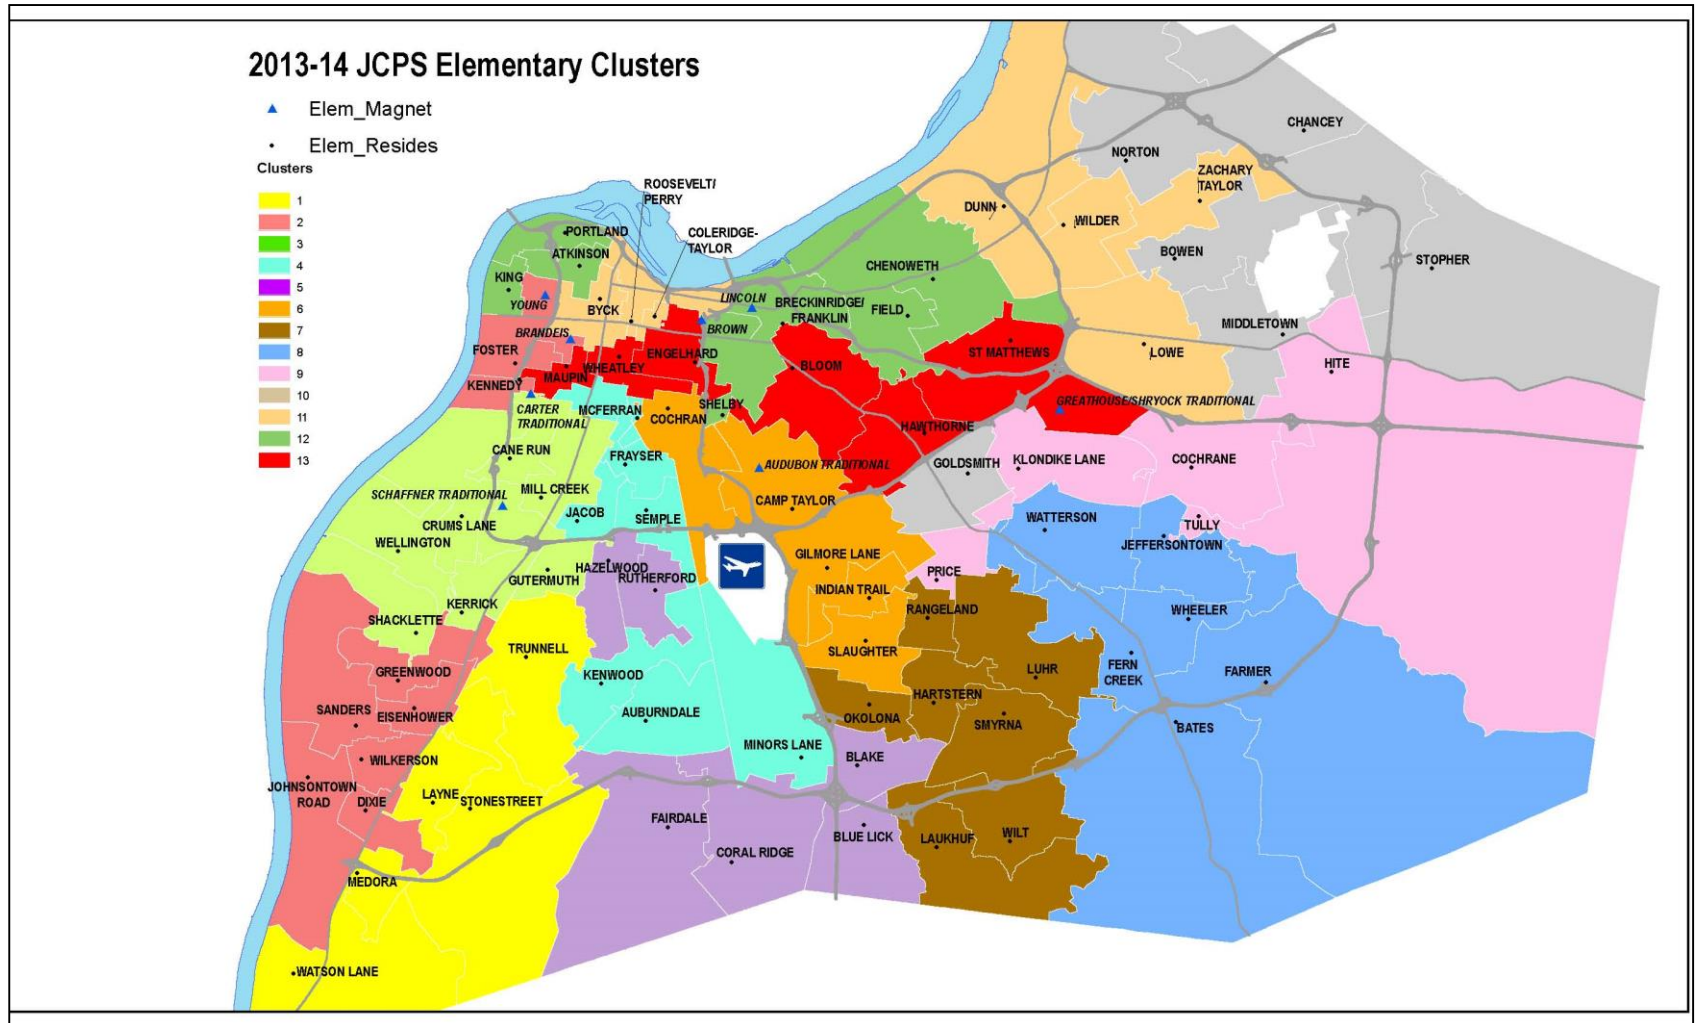 2013-14 JCPS Elementary Clusters
Elem_Magnet
Elem_Resides
Clusters
1
2
3
4
5
6
7
8
9
10
11
12
13
ROOSEVELT/
PERRY
COLERIDGE-
TAYLOR
PORTLAND
ATKINSON
KING
YOUNG
BYCK
BRANDEIS
LINCOLN
BROWN
BRECKINRIDGE/
FRANKLIN
CHENOWETH
FIELD
DUNN
WILDER
NORTON
ZACHARY
TAYLOR
CHANCEY
BOWEN
STOPHER
MIDDLETOWN
HITE
LOWE
ST MATTHEWS
GREATHOUSE/SHRYOCK TRADITIONAL
FOSTER
KENNEDY
MAUPIN
WHEATLEY
ENGELHARD
BLOOM
SHELBY
HAWTHORNE
CARTER
TRADITIONAL
MCFERRAN
COCHRAN
CANE RUN
FRAYSER
AUDUBON TRADITIONAL
GOLDSMITH
KLONDIKE LANE
COCHRANE
SCHAFFNER TRADITIONAL
MILL CREEK
CRUMS LANE
JACOB
SEMPLE
CAMP TAYLOR
WATTERSON
TULLY
JEFFERSONTOWN
WELLINGTON
GUTERMUTH
HAZELWOOD
RUTHERFORD
GILMORE LANE
INDIAN TRAIL
PRICE
RANGELAND
WHEELER
KERRICK
SHACKLETTE
TRUNNELL
SLAUGHTER
LUHR
FERN
CREEK
FARMER
GREENWOOD
KENWOOD
HARTSTERN
SANDERS
EISENHOWER
AUBURNDALE
OKOLONA
SMYRNA
BATES
MINORS LANE
BLAKE
WILKERSON
JOHNSONTOWN
ROAD
DIXIE
LAYNE
STONESTREET
FAIRDALE
BLUE LICK
LAUKHUF
WILT
CORAL RIDGE
MEDORA
WATSON LANE